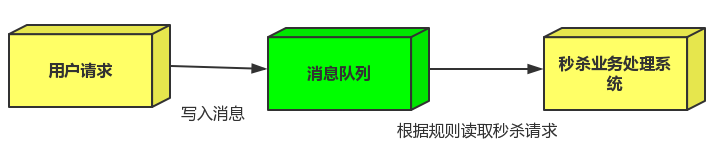 用户请求
写入消息
消息队列
根据规则读取秒杀请求
秒杀业务处理系
统